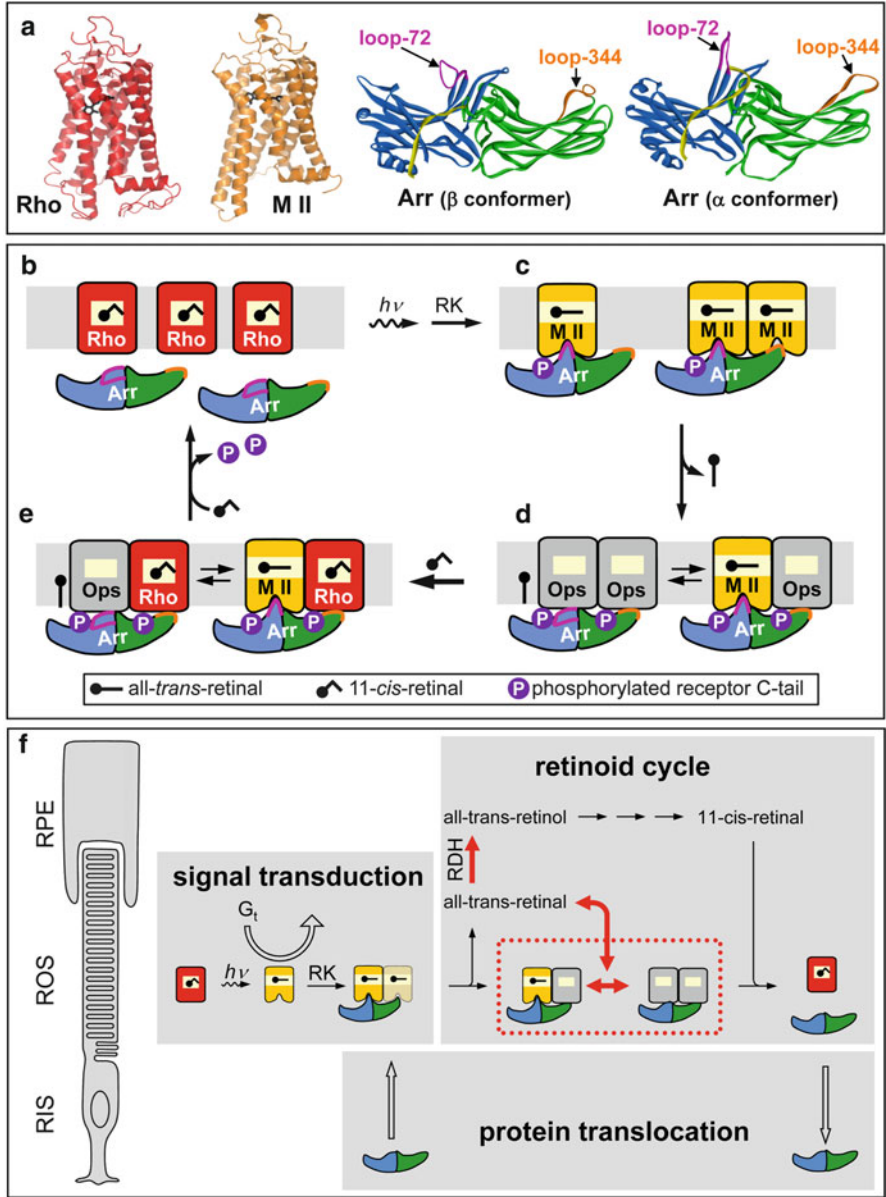 a
loop-72
loop-344
loop-72
loop-344
Rho
M II
Arr (β conformer)
Arr (α conformer)
b
Rho
Rho
Rho
Arr
Arr
hν
RK
c
M II
M II
M II
P
Arr
P
Arr
P
P
e
Ops
Rho
M II
Rho
P
Arr
P
P
Arr
P
d
Ops
Ops
M II
Ops
P
Arr
P
P
Arr
P
all-trans-retinal
11-cis-retinal
P phosphorylated receptor C-tail
f
RPE
ROS
RIS
signal transduction
Gt
hν
RK
retinoid cycle
all-trans-retinol
11-cis-retinal
RDH
all-trans-retinal
protein translocation